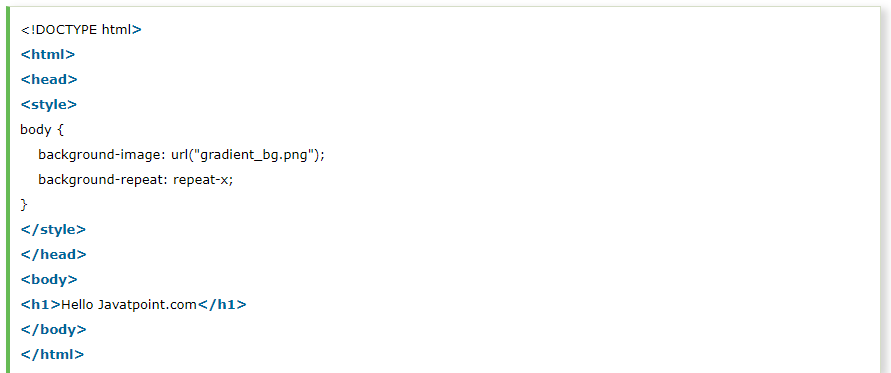 <!DOCTYPE html>
<html>
<head>
<style>
body {
    background-image: url("gradient_bg.png");
    background-repeat: repeat-x;
}
</style>
</head>
<body>
<h1>Hello Javatpoint.com</h1>
</body>
</html>